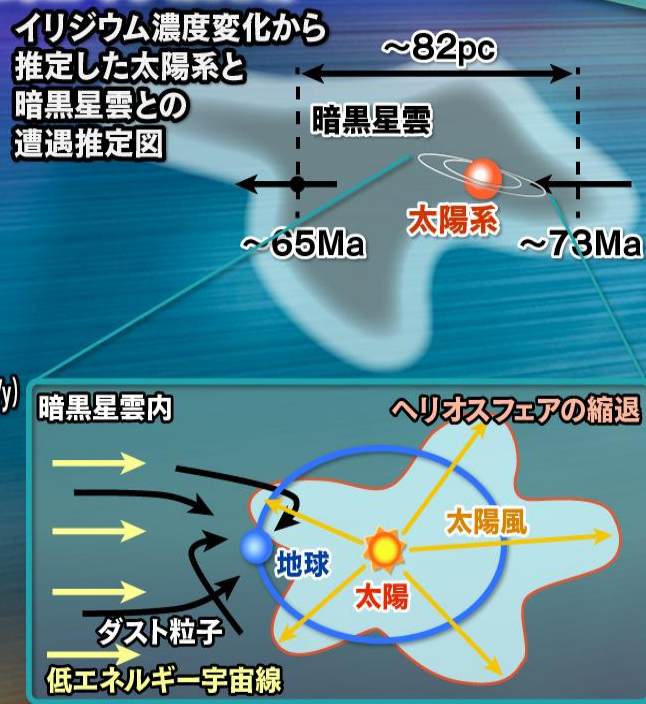 イリジウム濃度変化から
推定した太陽系と
暗黒星雲との
遭遇推定図
~82pc
暗黒星雲
太陽系
~65Ma
~73Ma
y)
暗黒星雲内
ヘリオスフェアの縮退
太陽風
地球
太陽
ダスト粒子
低エネルギー宇宙線